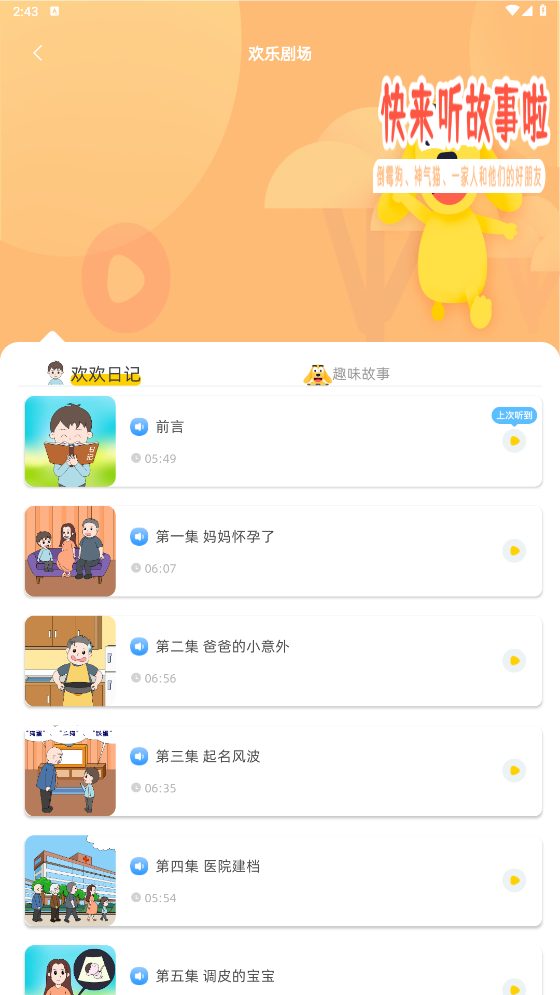 2:43
欢乐剧场
快来听故事啦
倒霉狗、神气猫、一家人和他们的好朋友
欢欢日记
趣味故事
日记
前言
上次听到
05:49
第一集 妈妈怀孕了
06:07
第二集 爸爸的小意外
06:56
第三集 起名风波
06:35
第四集 医院建档
05:54
第五集 调皮的宝宝